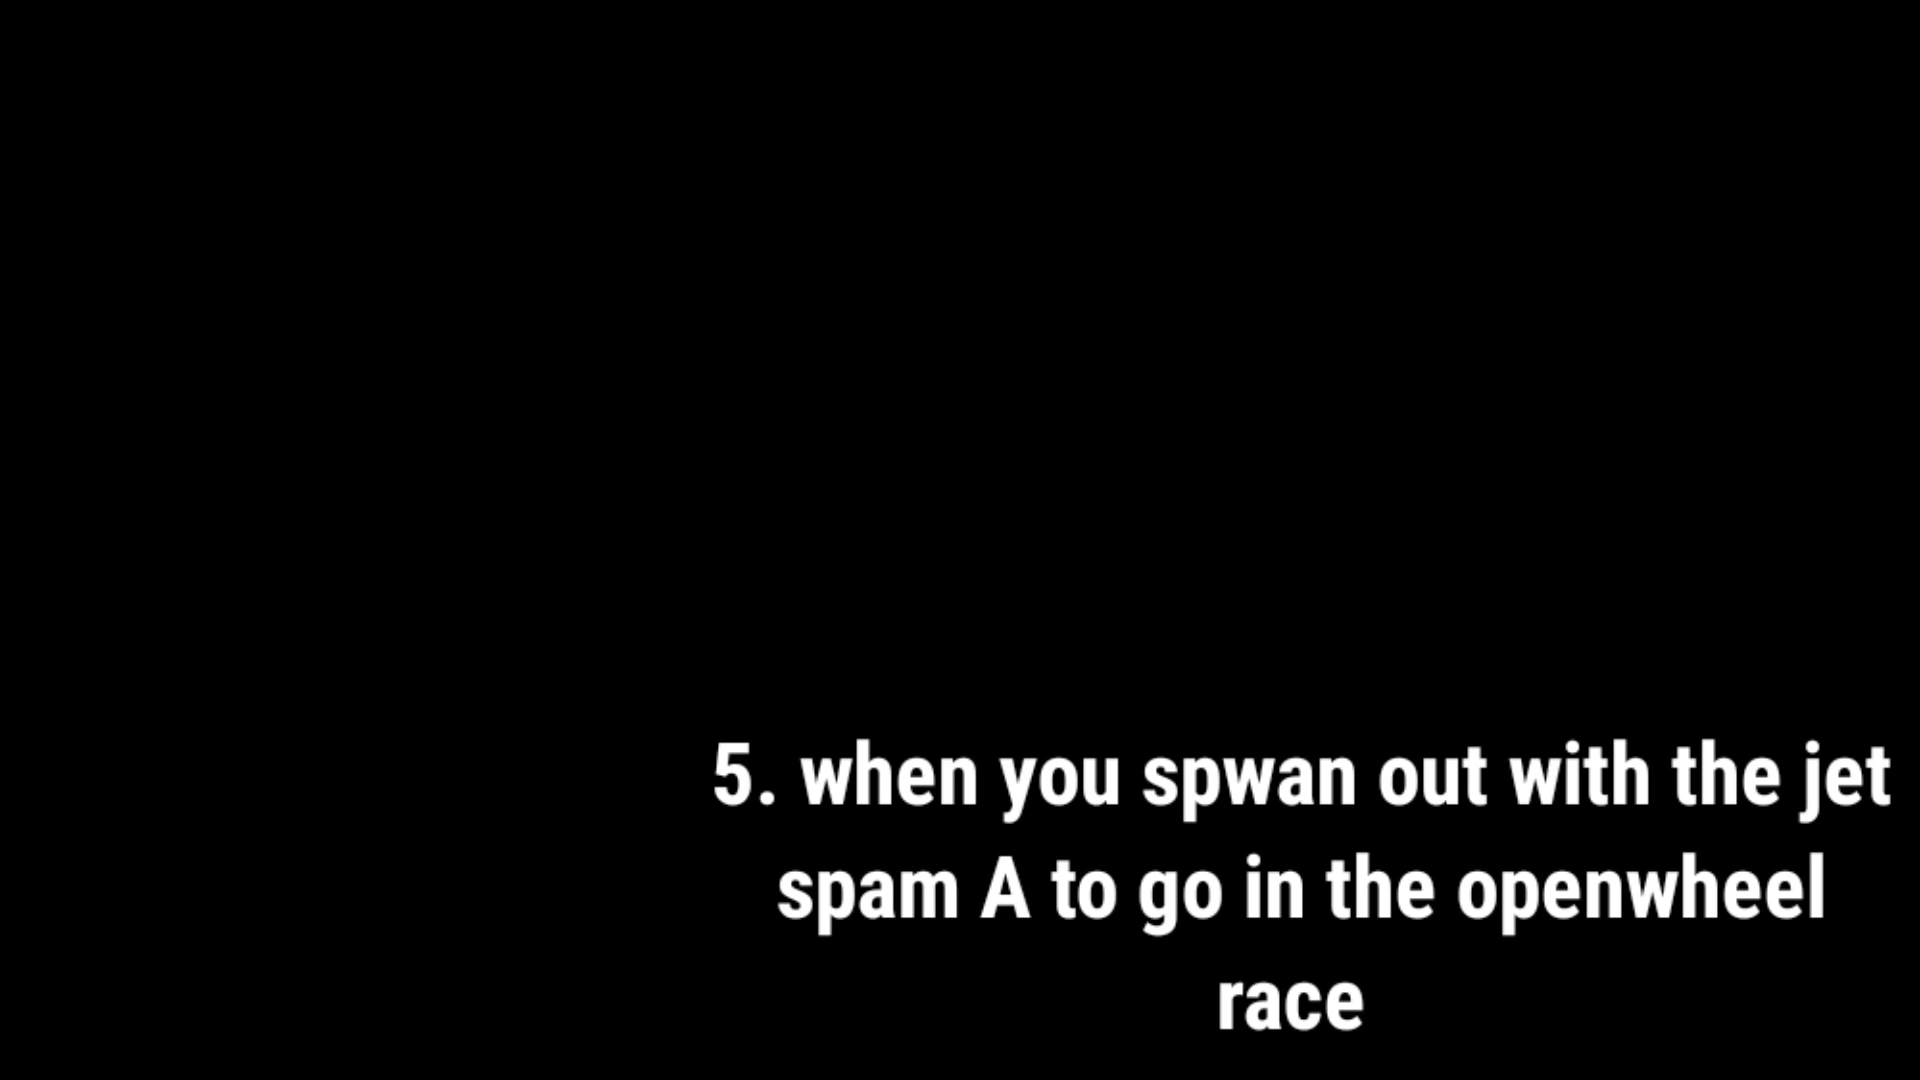 5. when you spwan out with the jet
spam A to go in the openwheel
race